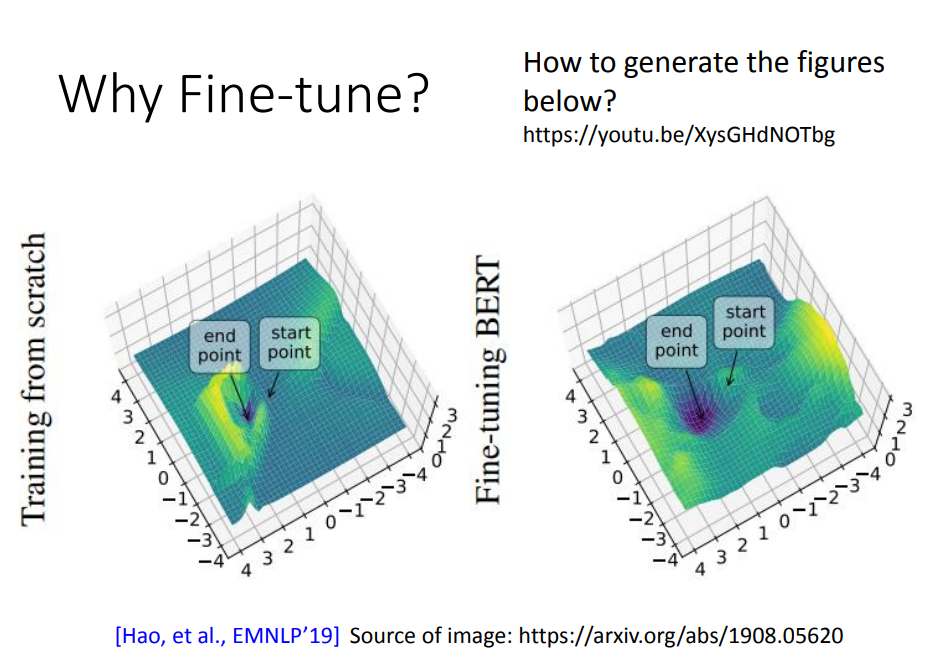 Why Fine-tune?
How to generate the figures
below?
https://youtu.be/XysGHdNOTbg
Training from scratch
end
point
start
point
4
3
2
1
0
−1
−2
−3
−4
4
3
2
1
0
−1
−2
−3
−4
0
1
2
3
Fine-tuning BERT
end
point
start
point
4
3
2
1
0
−1
−2
−3
−4
4
3
2
1
0
−1
−2
−3
−4
0
1
2
3
[Hao, et al., EMNLP’19] Source of image: https://arxiv.org/abs/1908.05620